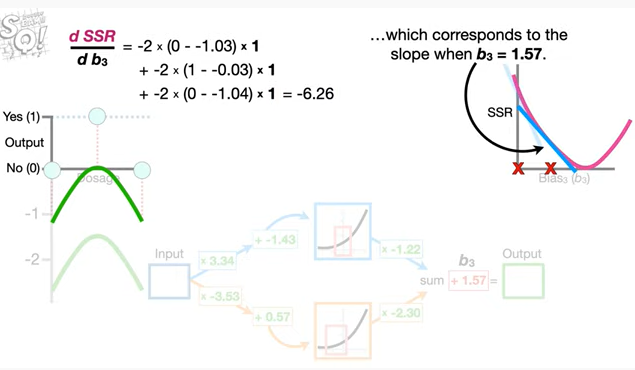 SQ!
d SSR
d b₃
= -2 × (0 - -1.03) × 1
+ -2 × (1 - -0.03) × 1
+ -2 × (0 - -1.04) × 1 = -6.26
...which corresponds to the
slope when b₃ = 1.57.
SSR
Bias₃ (b₃)
Yes (1)
Output
No (0)
Dosage
-1
-2
Input
× 3.34
+ -1.43
× -1.22
× -3.53
+ 0.57
× -2.30
b₃
sum + 1.57 =
Output